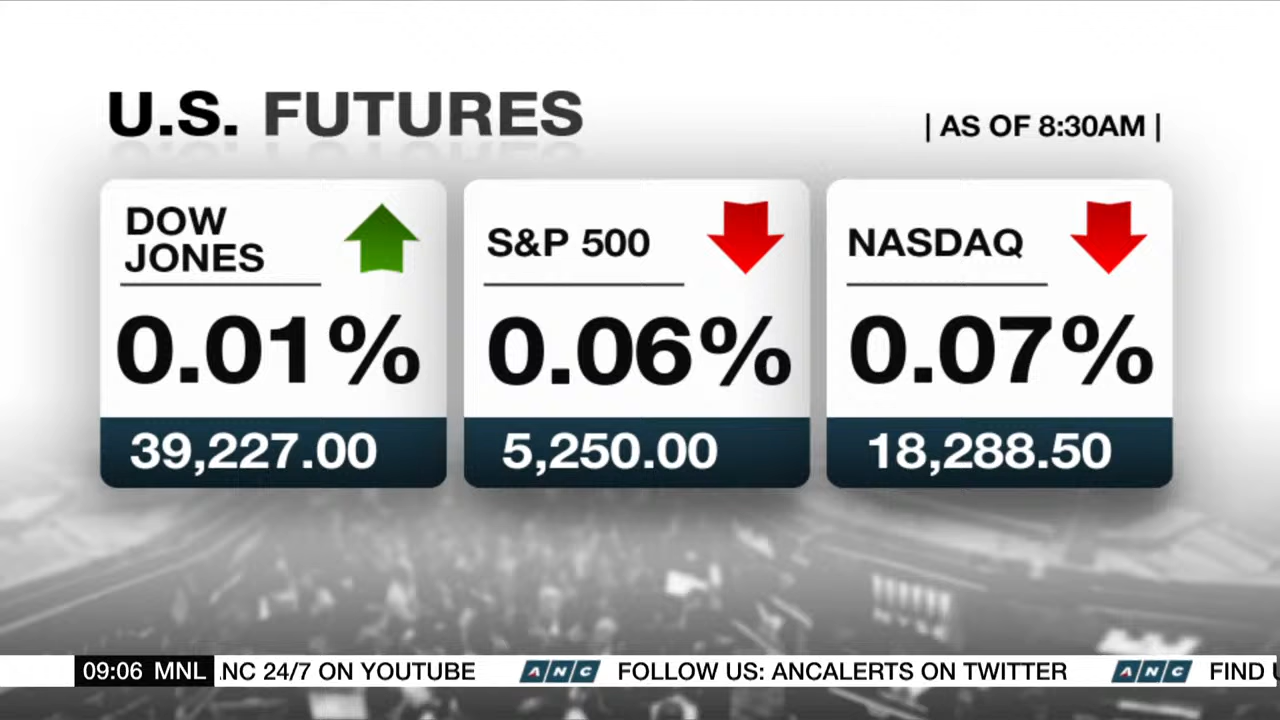 U.S. FUTURES
| AS OF 8:30AM |
DOW
JONES
0.01%
39,227.00
S&P 500
0.06%
5,250.00
NASDAQ
0.07%
18,288.50
09:06 MNL
NC 24/7 ON YOUTUBE
ANC
FOLLOW US: ANCALERTS ON TWITTER
ANC
FIND